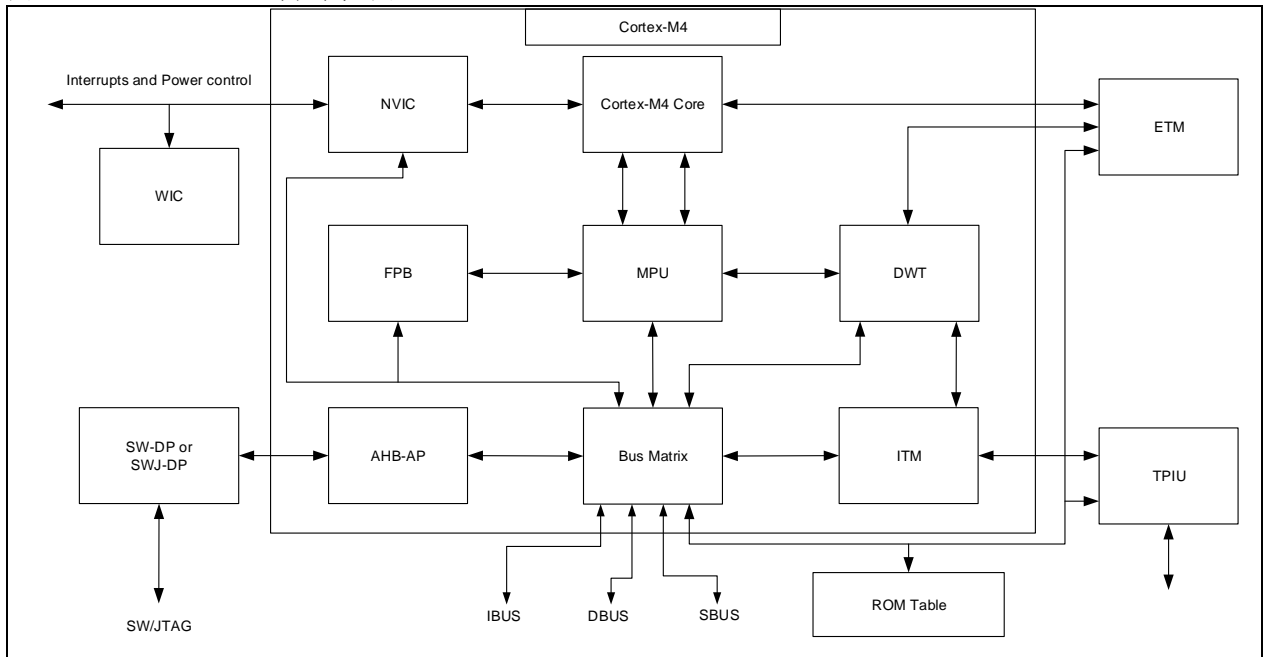 Cortex-M4
Interrupts and Power control
NVIC
Cortex-M4 Core
ETM
WIC
FPB
MPU
DWT
SW-DP or
SWJ-DP
AHB-AP
Bus Matrix
ITM
TPIU
IBUS
DBUS
SBUS
ROM Table
SW/JTAG